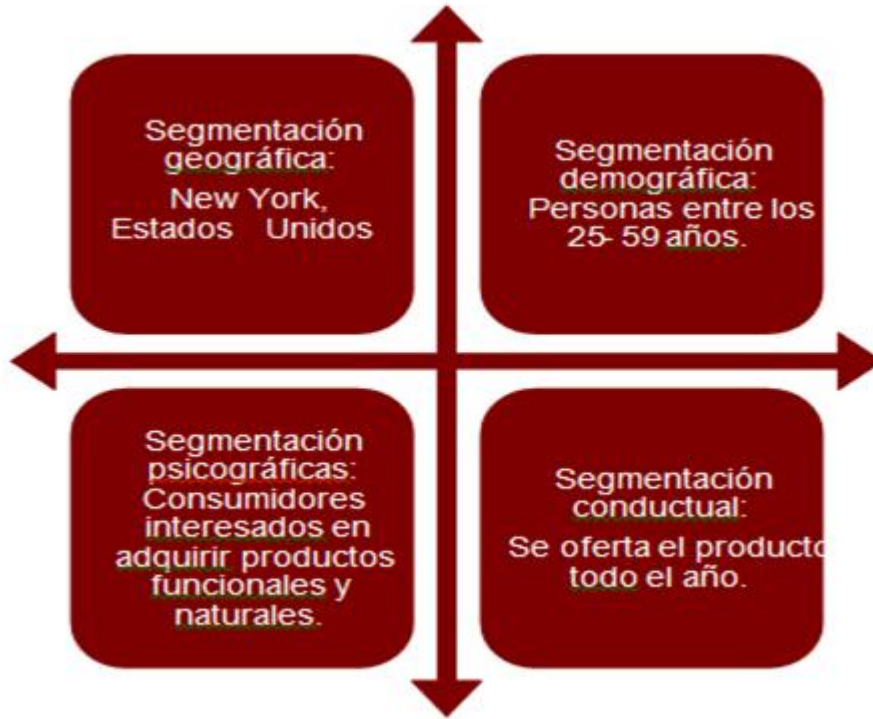 Segmentación
geográfica:
New York,
Estados Unidos
Segmentación
demográfica:
Personas entre los
25- 59 años.
Segmentación
psicográficas:
Consumidores
interesados en
adquirir productos
funcionales y
naturales.
Segmentación
conductual:
Se oferta el producto
todo el año.